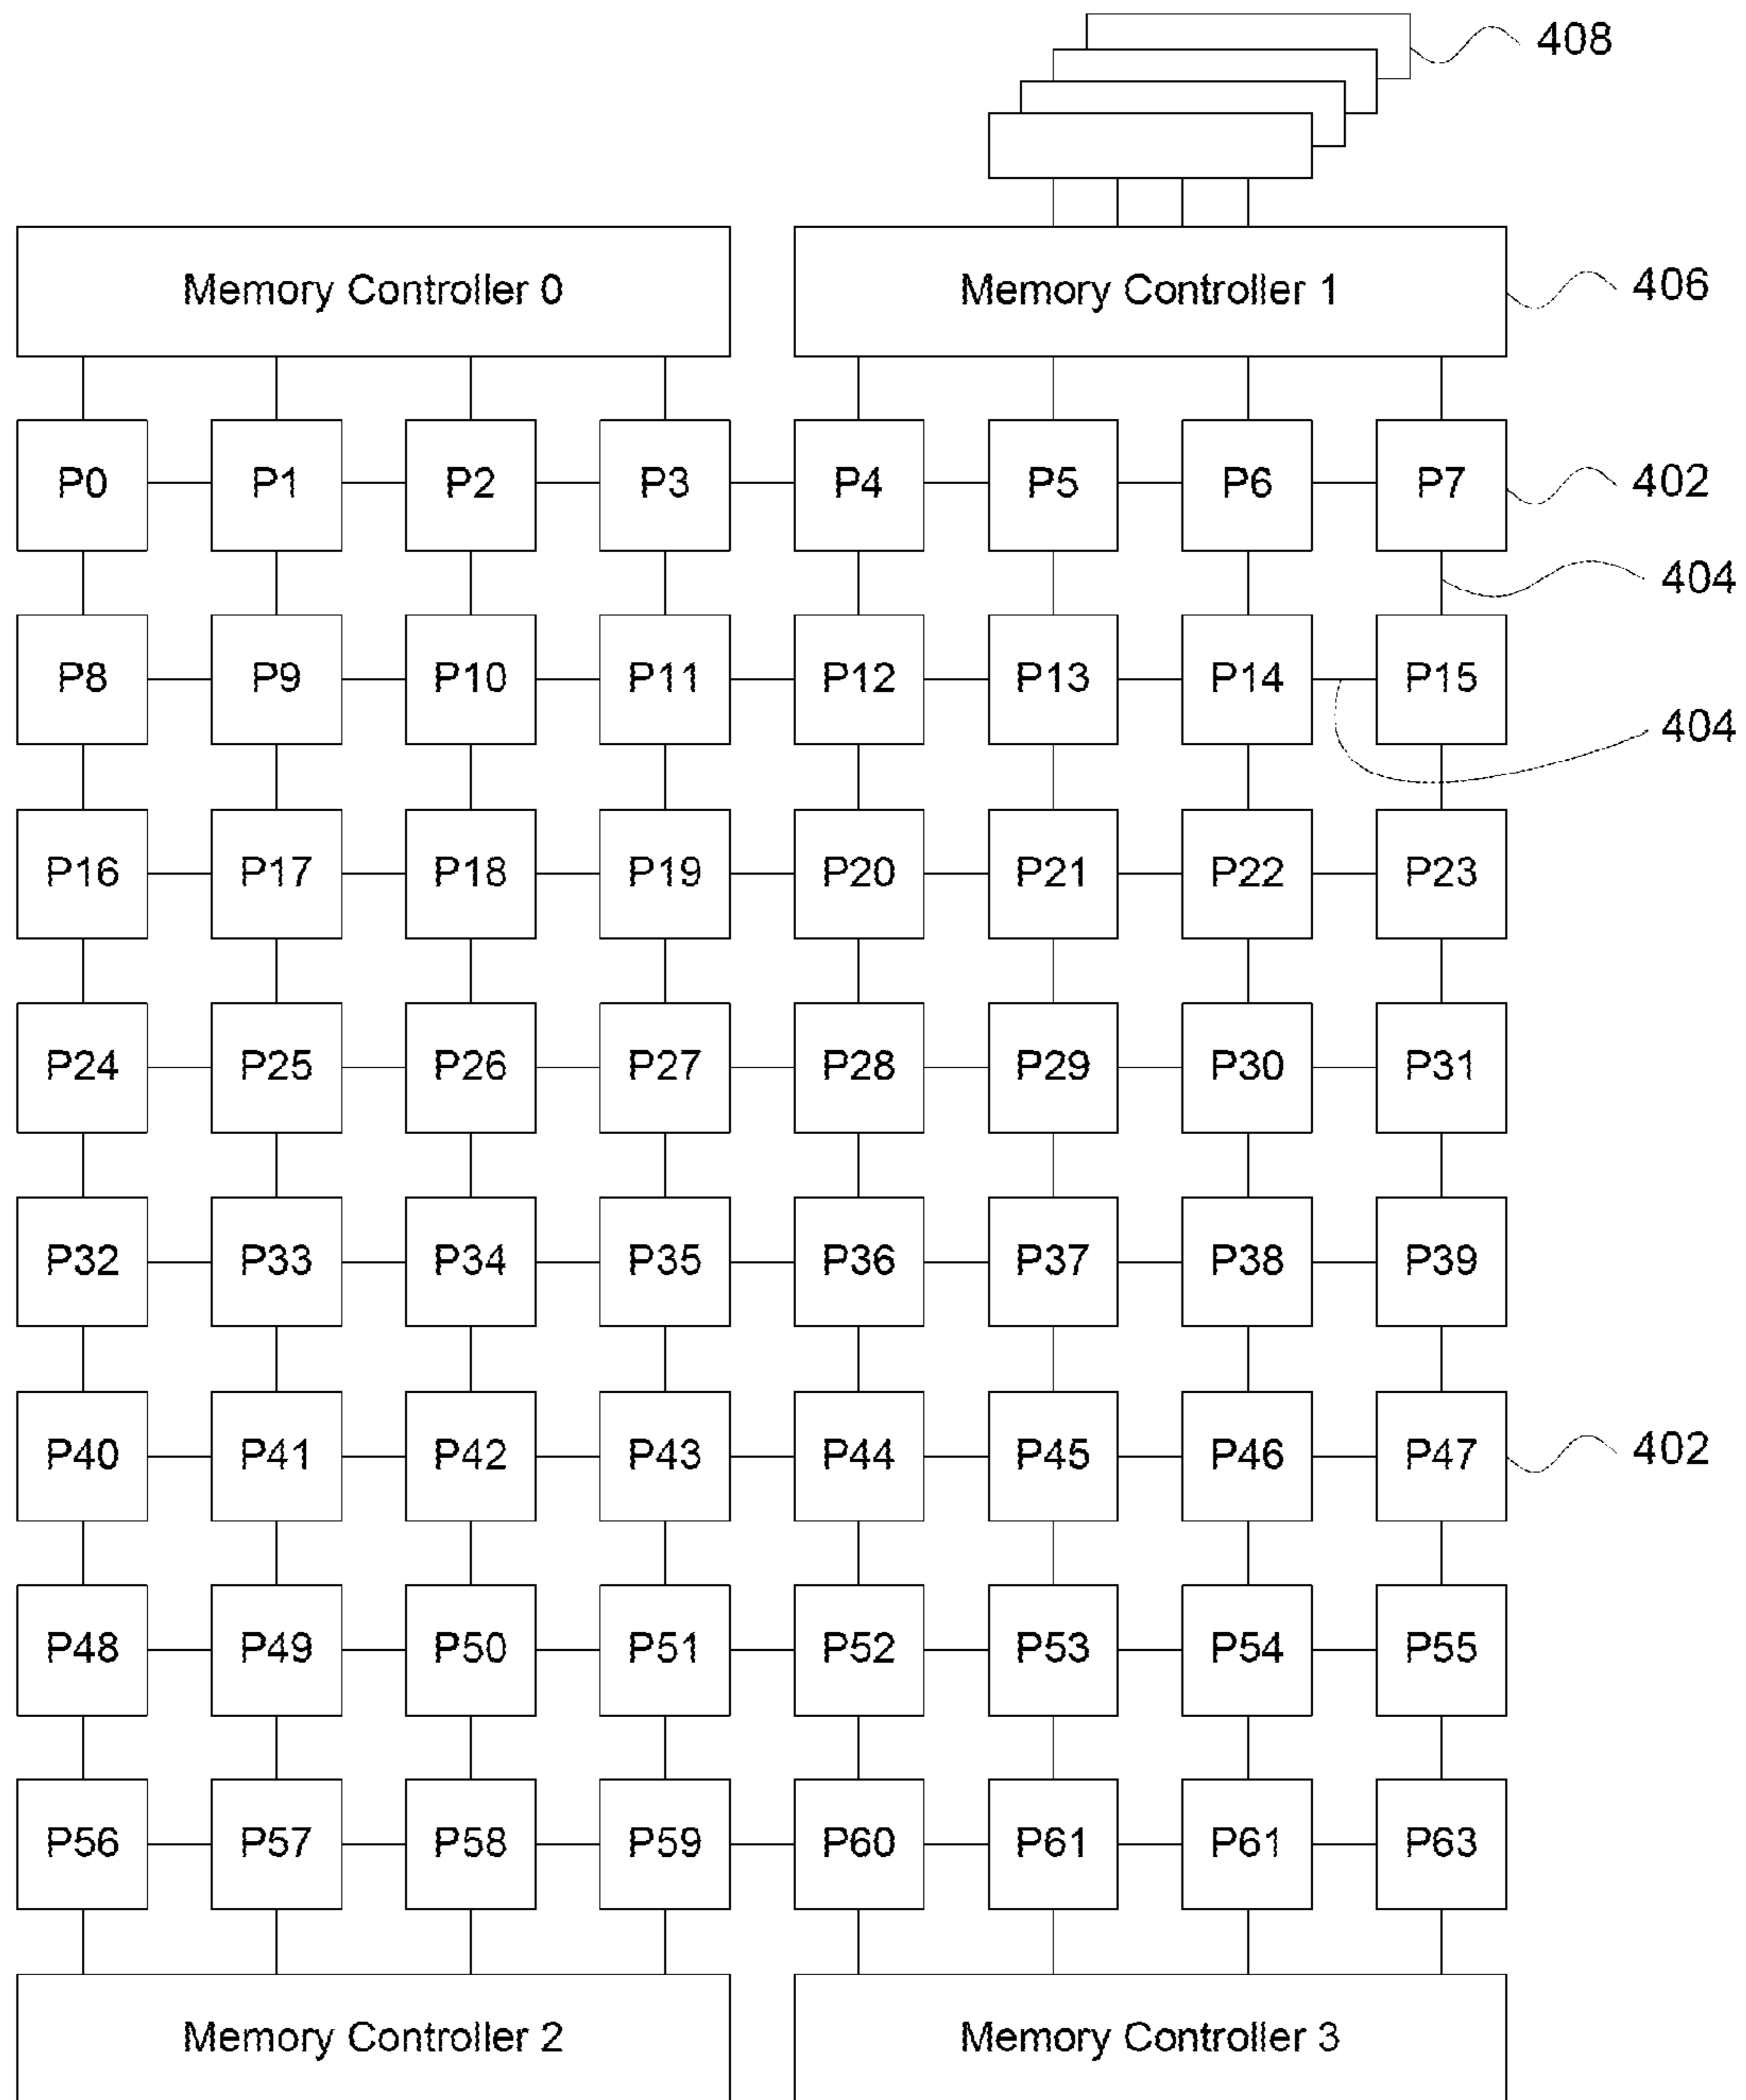 408
Memory Controller 0 Memory Controller 1 406
P0 P1 P2 P3 P4 P5 P6 P7 402
404
P8 P9 P10 P11 P12 P13 P14 P15
404
P16 P17 P18 P19 P20 P21 P22 P23
P24 P25 P26 P27 P28 P29 P30 P31
P32 P33 P34 P35 P36 P37 P38 P39
P40 P41 P42 P43 P44 P45 P46 P47 402
P48 P49 P50 P51 P52 P53 P54 P55
P56 P57 P58 P59 P60 P61 P61 P63
Memory Controller 2 Memory Controller 3